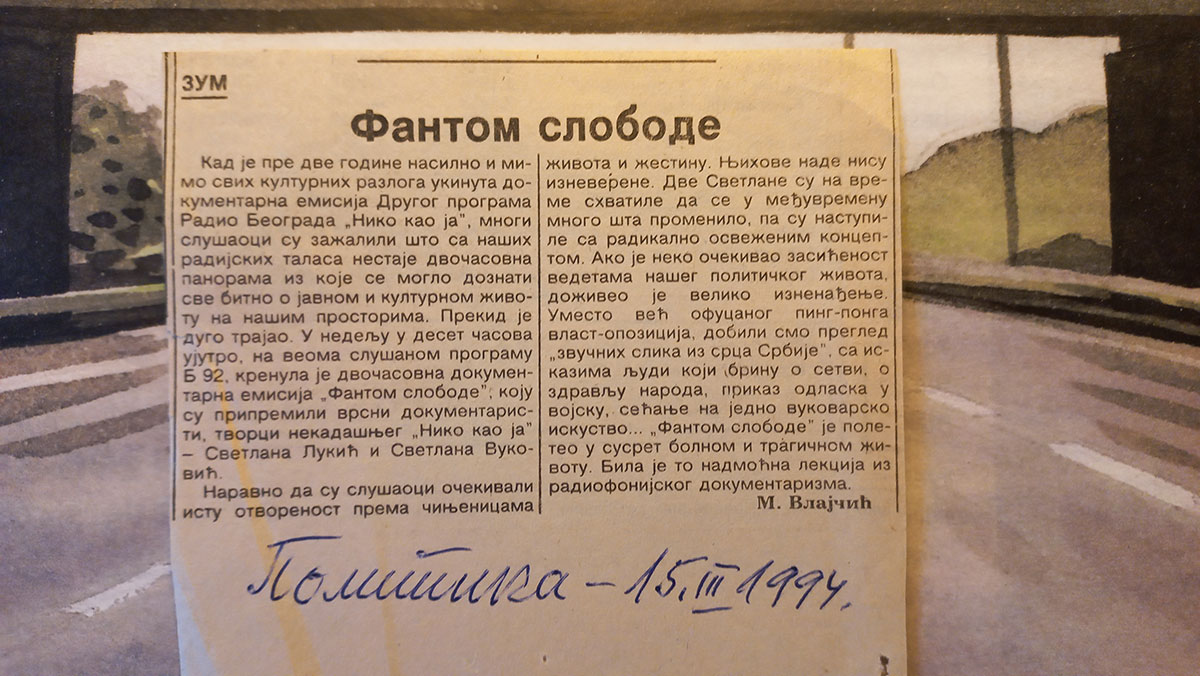 ЗУМ
Фантом слободе
Кад је пре две године насилно и ми-
мо свих културних разлога укинута до-
кументарна емисија Другог програма
Радио Београда „Нико као ја”, многи
слушаоци су зажалили што са наших
радијских таласа нестаје двочасовна
панорама из које се могло дознати
све битно о јавном и културном живо-
ту на нашим просторима. Прекид је
дуго трајао. У недељу у десет часова
ујутро, на веома слушаном програму
Б 92, кренула је двочасовна докумен-
тарна емисија „Фантом слободе”, коју
су припремили врсни документарис-
ти, творци некадашњег „Нико као ја”
– Светлана Лукић и Светлана Вуко-
вић.
Наравно да су слушаоци очекивали
исту отвореност према чињеницама
живота и жестину. Њихове наде нису
изневерене. Две Светлане су на вре-
ме схватиле да се у међувремену
много шта променило, па су наступи-
ле са радикално освеженим концеп-
том. Ако је неко очекивао засићеност
ведетама нашег политичког живота,
доживео је велико изненађење.
Уместо већ офуцаног пинг-понга
власт-опозиција, добили смо преглед
„звучних слика из срца Србије”, са ис-
казима људи који брину о сетви, о
здрављу народа, приказ одласка у
војску, сећање на једно вуковарско
искуство... „Фантом слободе” је поле-
тео у сусрет болном и трагичном жи-
воту. Била је то надмоћна лекција из
радиофонијског документаризма.
М. Влајчић
Политика – 15. III 1994.